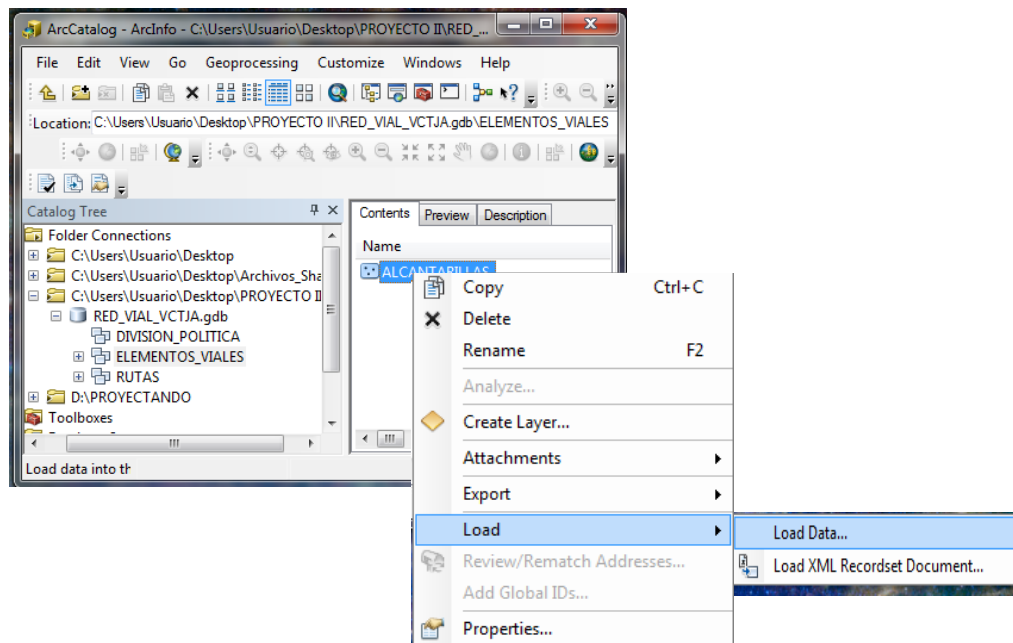 ArcCatalog - ArcInfo - C:\Users\Usuario\Desktop\PROYECTO II\RED_...
File Edit View Go Geoprocessing Customize Windows Help
Location: C:\Users\Usuario\Desktop\PROYECTO II\RED_VIAL_VCTJA.gdb\ELEMENTOS_VIALES
Catalog Tree
Folder Connections
C:\Users\Usuario\Desktop
C:\Users\Usuario\Desktop\Archivos_Sha
C:\Users\Usuario\Desktop\PROYECTO II
RED_VIAL_VCTJA.gdb
DIVISION_POLITICA
ELEMENTOS_VIALES
RUTAS
D:\PROYECTANDO
Toolboxes
Load data into th
Contents Preview Description
Name
ALCANTARILLAS
Copy Ctrl+C
Delete
Rename F2
Analyze...
Create Layer...
Attachments
Export
Load
Review/Rematch Addresses...
Add Global IDs...
Properties...
Load Data...
Load XML Recordset Document...